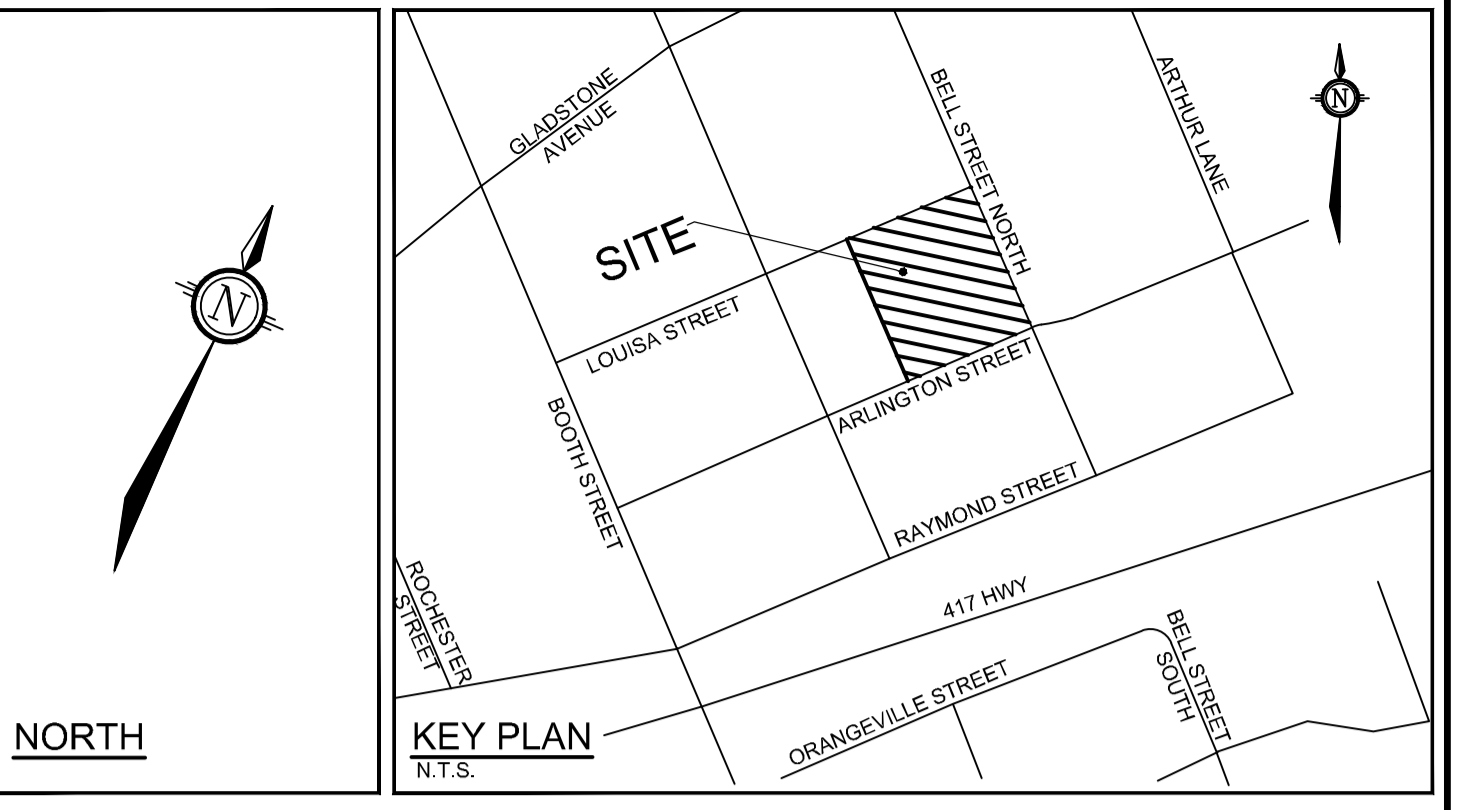 N
NORTH
GLADSTONE
AVENUE
BELL STREET NORTH
ARTHUR LANE
N
SITE
LOUISA STREET
ARLINGTON STREET
BOOTH STREET
RAYMOND STREET
ROCHESTER
STREET
417 HWY
BELL STREET
SOUTH
ORANGEVILLE STREET
KEY PLAN
N.T.S.